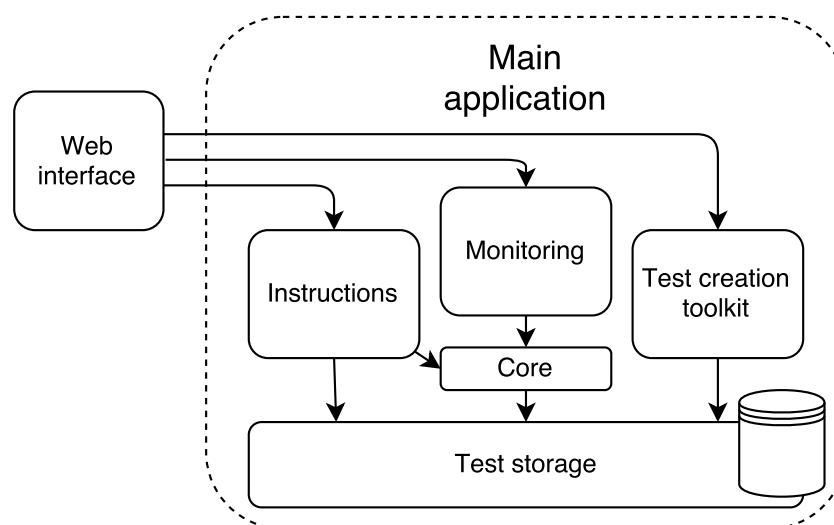 Main
application
Web
interface
Monitoring
Instructions
Test creation
toolkit
Core
Test storage